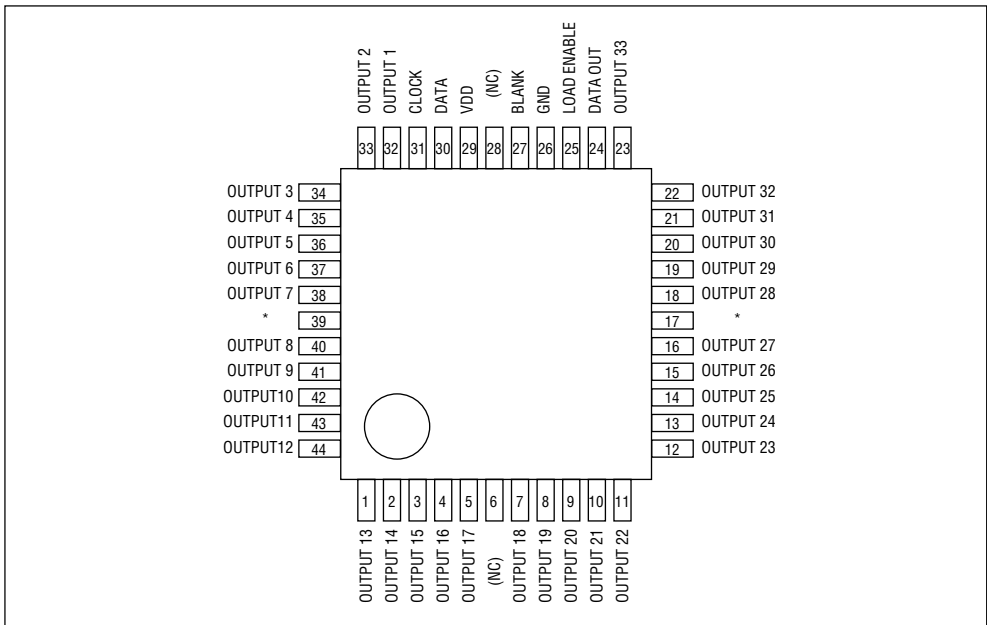 OUTPUT 2
OUTPUT 1
CLOCK
DATA
VDD
(NC)
BLANK
GND
LOAD ENABLE
DATA OUT
OUTPUT 33
33 32 31 30 29 28 27 26 25 24 23
OUTPUT 3 34
OUTPUT 4 35
OUTPUT 5 36
OUTPUT 6 37
OUTPUT 7 38
* 39
OUTPUT 8 40
OUTPUT 9 41
OUTPUT10 42
OUTPUT11 43
OUTPUT12 44
22 OUTPUT 32
21 OUTPUT 31
20 OUTPUT 30
19 OUTPUT 29
18 OUTPUT 28
17 *
16 OUTPUT 27
15 OUTPUT 26
14 OUTPUT 25
13 OUTPUT 24
12 OUTPUT 23
1 2 3 4 5 6 7 8 9 10 11
OUTPUT 13
OUTPUT 14
OUTPUT 15
OUTPUT 16
OUTPUT 17
(NC)
OUTPUT 18
OUTPUT 19
OUTPUT 20
OUTPUT 21
OUTPUT 22